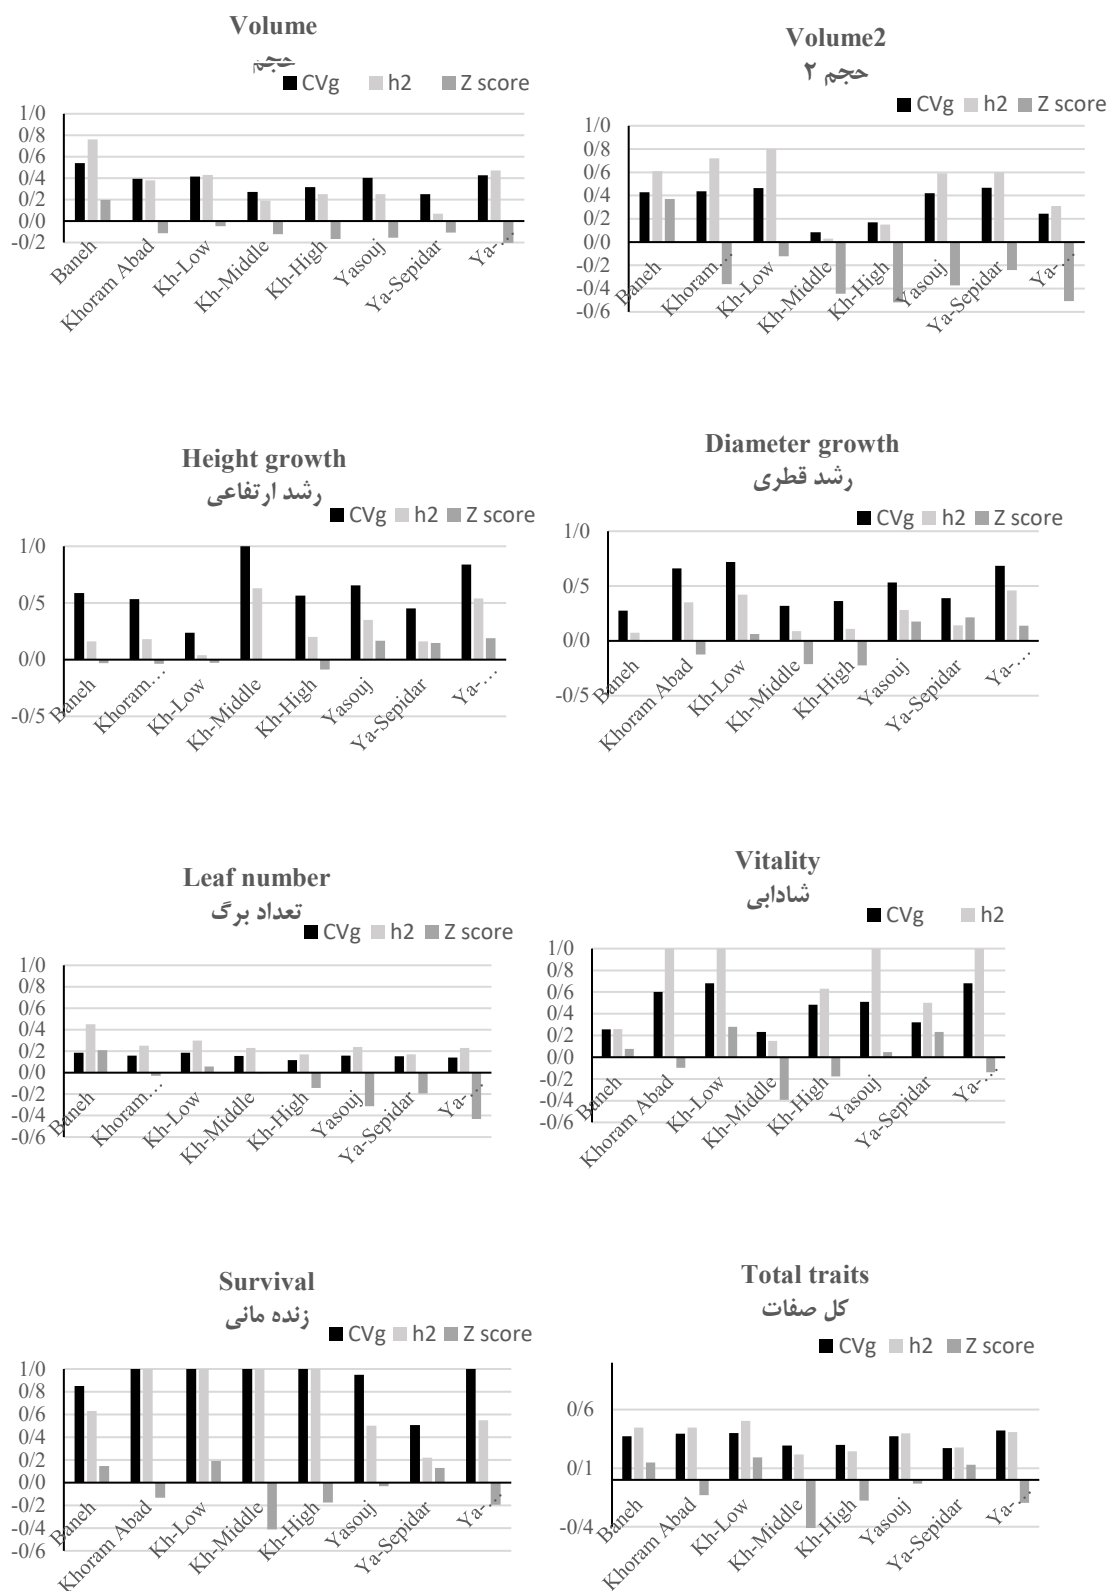 Volume
حجم
CVg h2 Z score
1/0
0/8
0/6
0/4
0/2
0/0
-0/2
Baneh Khoram Abad Kh-Low Kh-Middle Kh-High Yasouj Ya-Sepidar Ya-…
Volume2
حجم ۲
CVg h2 Z score
1/0
0/8
0/6
0/4
0/2
0/0
-0/2
-0/4
-0/6
Baneh Khoram… Kh-Low Kh-Middle Kh-High Yasouj Ya-Sepidar Ya-…
Height growth
رشد ارتفاعی
CVg h2 Z score
1/0
0/5
0/0
-0/5
Baneh Khoram… Kh-Low Kh-Middle Kh-High Yasouj Ya-Sepidar Ya-…
Diameter growth
رشد قطری
CVg h2 Z score
1/0
0/5
0/0
-0/5
Baneh Khoram Abad Kh-Low Kh-Middle Kh-High Yasouj Ya-Sepidar Ya-…
Leaf number
تعداد برگ
CVg h2 Z score
1/0
0/8
0/6
0/4
0/2
0/0
-0/2
-0/4
-0/6
Baneh Khoram… Kh-Low Kh-Middle Kh-High Yasouj Ya-Sepidar Ya-…
Vitality
شادابی
CVg h2
1/0
0/8
0/6
0/4
0/2
0/0
-0/2
-0/4
-0/6
Baneh Khoram Abad Kh-Low Kh-Middle Kh-High Yasouj Ya-Sepidar Ya-…
Survival
زنده مانی
CVg h2 Z score
1/0
0/8
0/6
0/4
0/2
0/0
-0/2
-0/4
-0/6
Baneh Khoram Abad Kh-Low Kh-Middle Kh-High Yasouj Ya-Sepidar Ya-…
Total traits
کل صفات
CVg h2 Z score
0/6
0/1
-0/4
Baneh Khoram Abad Kh-Low Kh-Middle Kh-High Yasouj Ya-Sepidar Ya-…